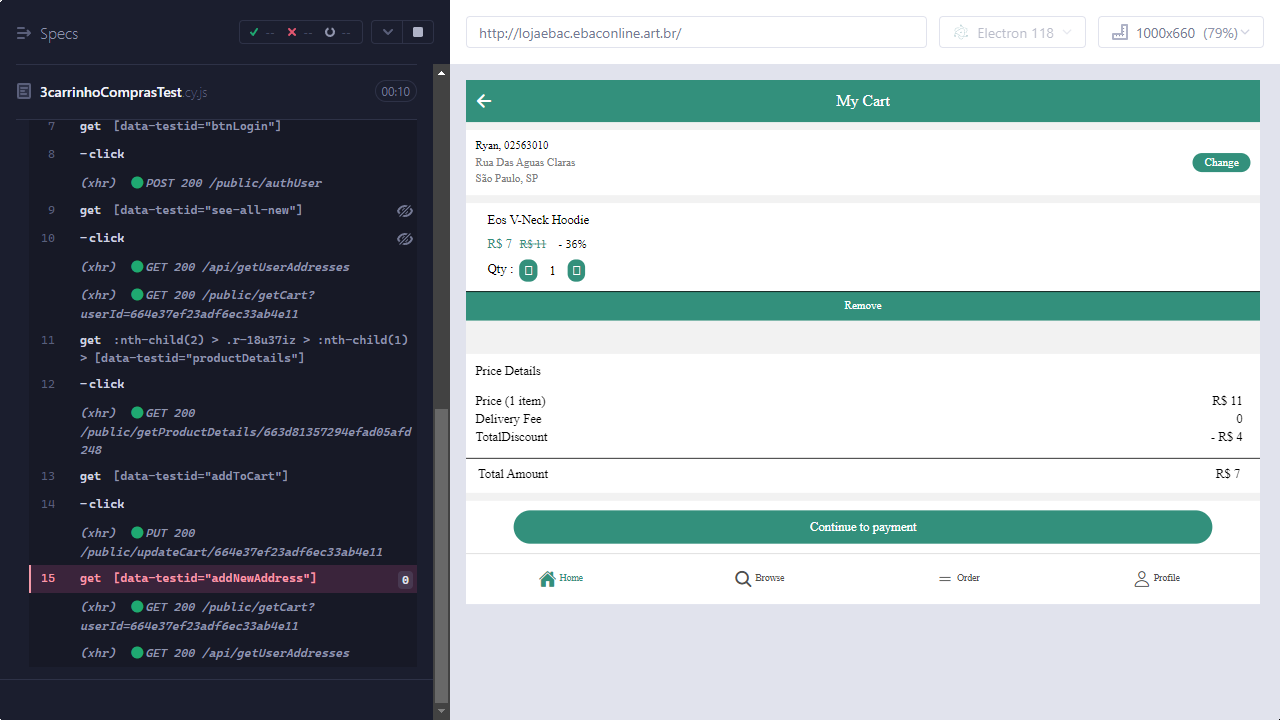 Specs
--
--
--
3carrinhoComprasTest.cy.js
00:10
7 get [data-testid="btnLogin"]
8 -click
(xhr) POST 200 /public/authUser
9 get [data-testid="see-all-new"]
10 -click
(xhr) GET 200 /api/getUserAddresses
(xhr) GET 200 /public/getCart?
userId=664e37ef23adf6ec33ab4e11
11 get :nth-child(2) > .r-18u37iz > :nth-child(1)
> [data-testid="productDetails"]
12 -click
(xhr) GET 200
/public/getProductDetails/663d81357294efad05afd
248
13 get [data-testid="addToCart"]
14 -click
(xhr) PUT 200
/public/updateCart/664e37ef23adf6ec33ab4e11
15 get [data-testid="addNewAddress"] 0
(xhr) GET 200 /public/getCart?
userId=664e37ef23adf6ec33ab4e11
(xhr) GET 200 /api/getUserAddresses
http://lojaebac.ebaconline.art.br/
Electron 118
1000x660 (79%)
My Cart
Ryan, 02563010
Rua Das Aguas Claras
São Paulo, SP
Change
Eos V-Neck Hoodie
R$ 7 R$ 11 - 36%
Qty : 1
Remove
Price Details
Price (1 item) R$ 11
Delivery Fee 0
TotalDiscount - R$ 4
Total Amount R$ 7
Continue to payment
Home
Browse
Order
Profile